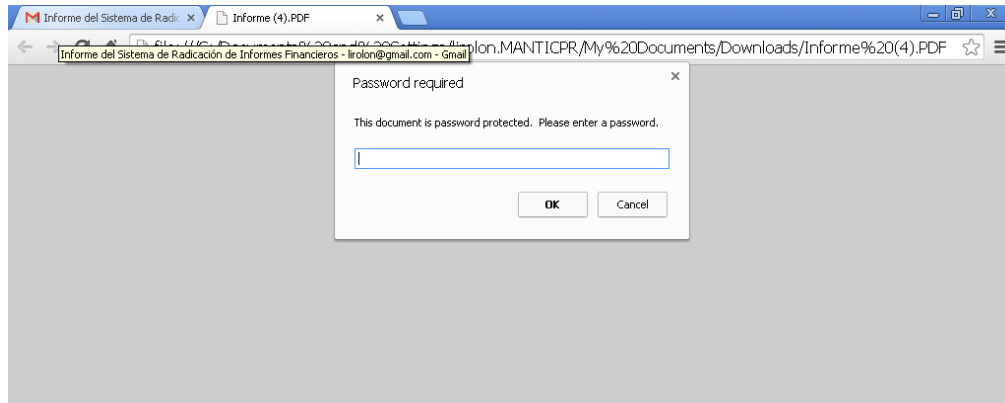 Informe del Sistema de Radic
Informe (4).PDF
plon.MANTICPR/My%20Documents/Downloads/Informe%20(4).PDF
Informe del Sistema de Radicación de Informes Financieros - lirolon@gmail.com - Gmail
Password required
This document is password protected. Please enter a password.
OK
Cancel